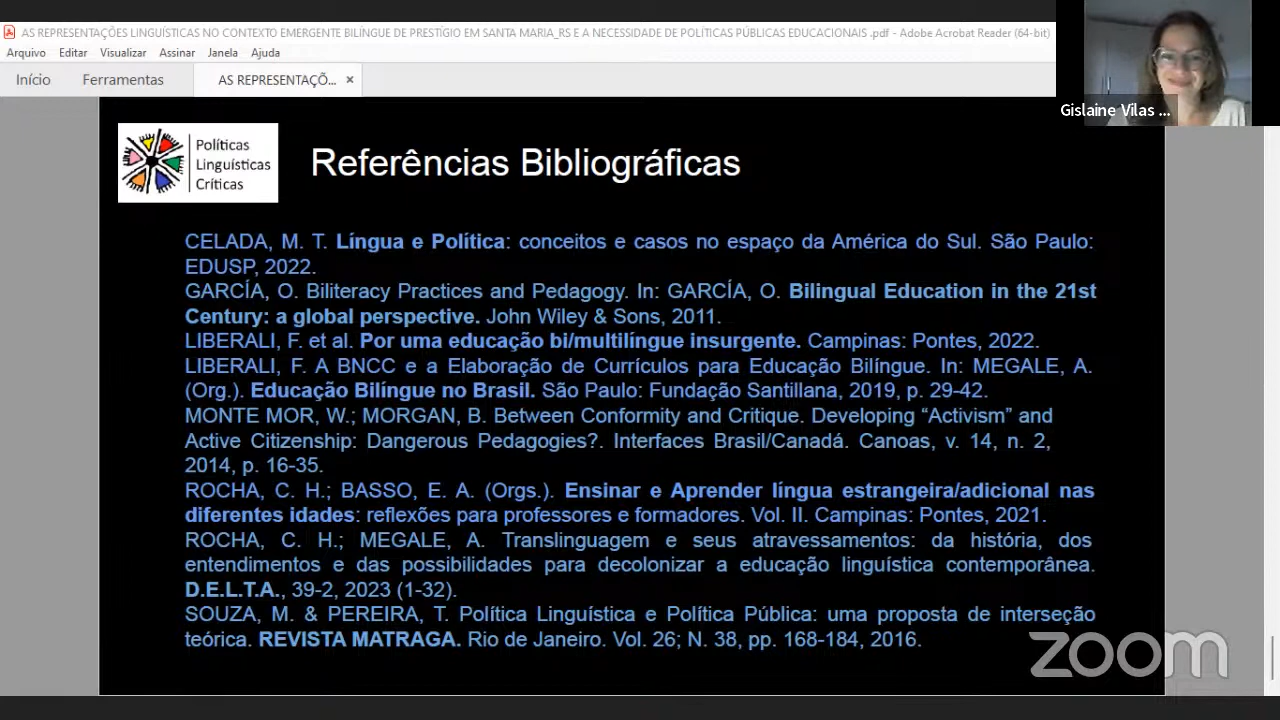 AS REPRESENTAÇÕES LINGUÍSTICAS NO CONTEXTO EMERGENTE BILÍNGUE DE PRESTÍGIO EM SANTA MARIA_RS E A NECESSIDADE DE POLÍTICAS PÚBLICAS EDUCACIONAIS .pdf - Adobe Acrobat Reader (64-bit)
Arquivo Editar Visualizar Assinar Janela Ajuda
Início Ferramentas AS REPRESENTAÇÕ... ×
Gislaine Vilas ...
Políticas
Linguísticas
Críticas
Referências Bibliográficas
CELADA, M. T. Língua e Política: conceitos e casos no espaço da América do Sul. São Paulo:
EDUSP, 2022.
GARCÍA, O. Biliteracy Practices and Pedagogy. In: GARCÍA, O. Bilingual Education in the 21st
Century: a global perspective. John Wiley & Sons, 2011.
LIBERALI, F. et al. Por uma educação bi/multilíngue insurgente. Campinas: Pontes, 2022.
LIBERALI, F. A BNCC e a Elaboração de Currículos para Educação Bilíngue. In: MEGALE, A.
(Org.). Educação Bilíngue no Brasil. São Paulo: Fundação Santillana, 2019, p. 29-42.
MONTE MOR, W.; MORGAN, B. Between Conformity and Critique. Developing “Activism” and
Active Citizenship: Dangerous Pedagogies?. Interfaces Brasil/Canadá. Canoas, v. 14, n. 2,
2014, p. 16-35.
ROCHA, C. H.; BASSO, E. A. (Orgs.). Ensinar e Aprender língua estrangeira/adicional nas
diferentes idades: reflexões para professores e formadores. Vol. II. Campinas: Pontes, 2021.
ROCHA, C. H.; MEGALE, A. Translinguagem e seus atravessamentos: da história, dos
entendimentos e das possibilidades para decolonizar a educação linguística contemporânea.
D.E.L.T.A., 39-2, 2023 (1-32).
SOUZA, M. & PEREIRA, T. Política Linguística e Política Pública: uma proposta de interseção
teórica. REVISTA MATRAGA. Rio de Janeiro. Vol. 26; N. 38, pp. 168-184, 2016.
zoom